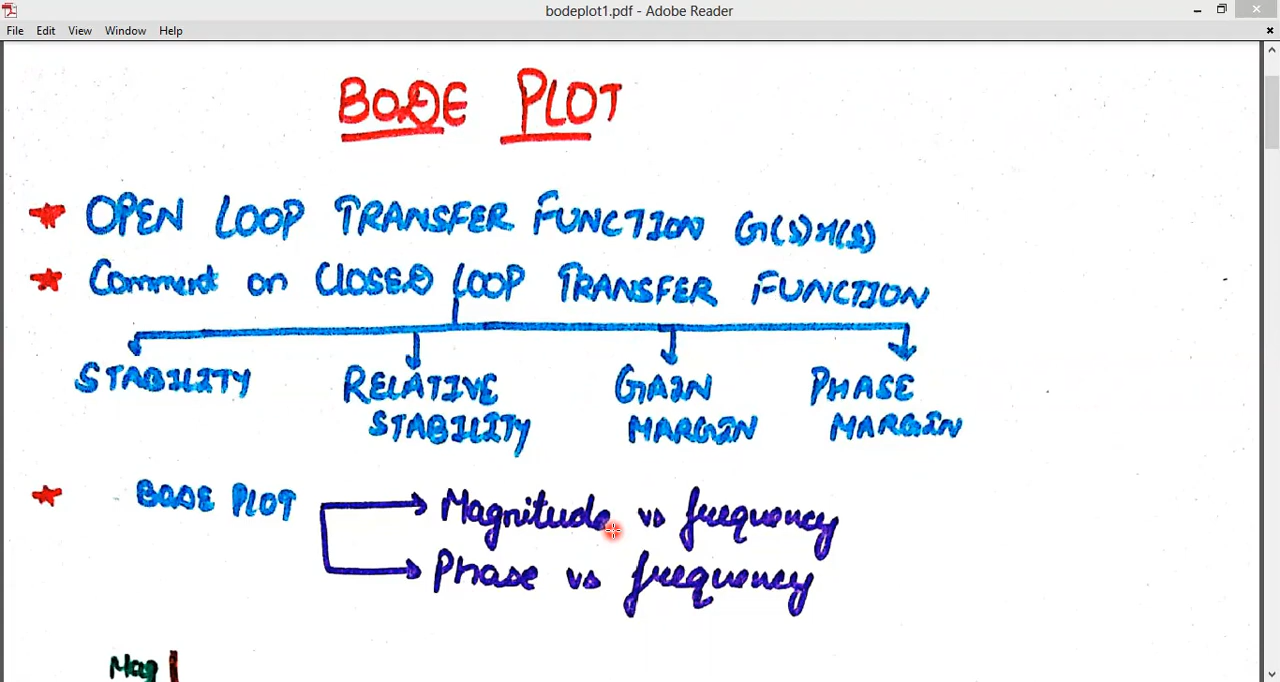 bodeplot1.pdf - Adobe Reader
File Edit View Window Help
BODE PLOT
OPEN LOOP TRANSFER FUNCTION G(s)H(s)
Comment on CLOSED LOOP TRANSFER FUNCTION
STABILITY RELATIVE STABILITY GAIN MARGIN PHASE MARGIN
BODE PLOT
Magnitude vs frequency
Phase vs frequency
Mag